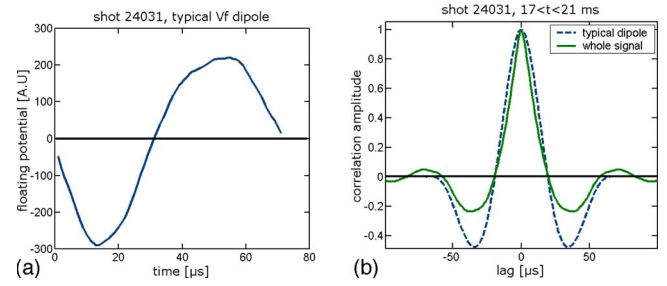 shot 24031, typical Vf dipole
floating potential [A.U]
300
200
100
0
-100
-200
-300
0
20
40
60
80
time [µs]
(a)
shot 24031, 17<t<21 ms
typical dipole
whole signal
correlation amplitude
1
0.8
0.6
0.4
0.2
0
-0.2
-0.4
-50
0
50
lag [µs]
(b)